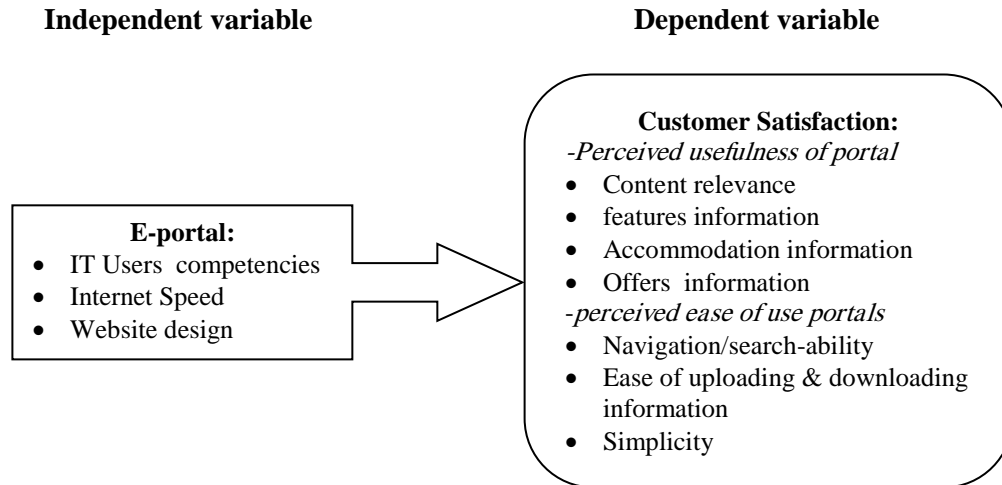 Independent variable
Dependent variable
E-portal:
• IT Users competencies
• Internet Speed
• Website design
Customer Satisfaction:
-Perceived usefulness of portal
• Content relevance
• features information
• Accommodation information
• Offers information
-perceived ease of use portals
• Navigation/search-ability
• Ease of uploading & downloading
information
• Simplicity